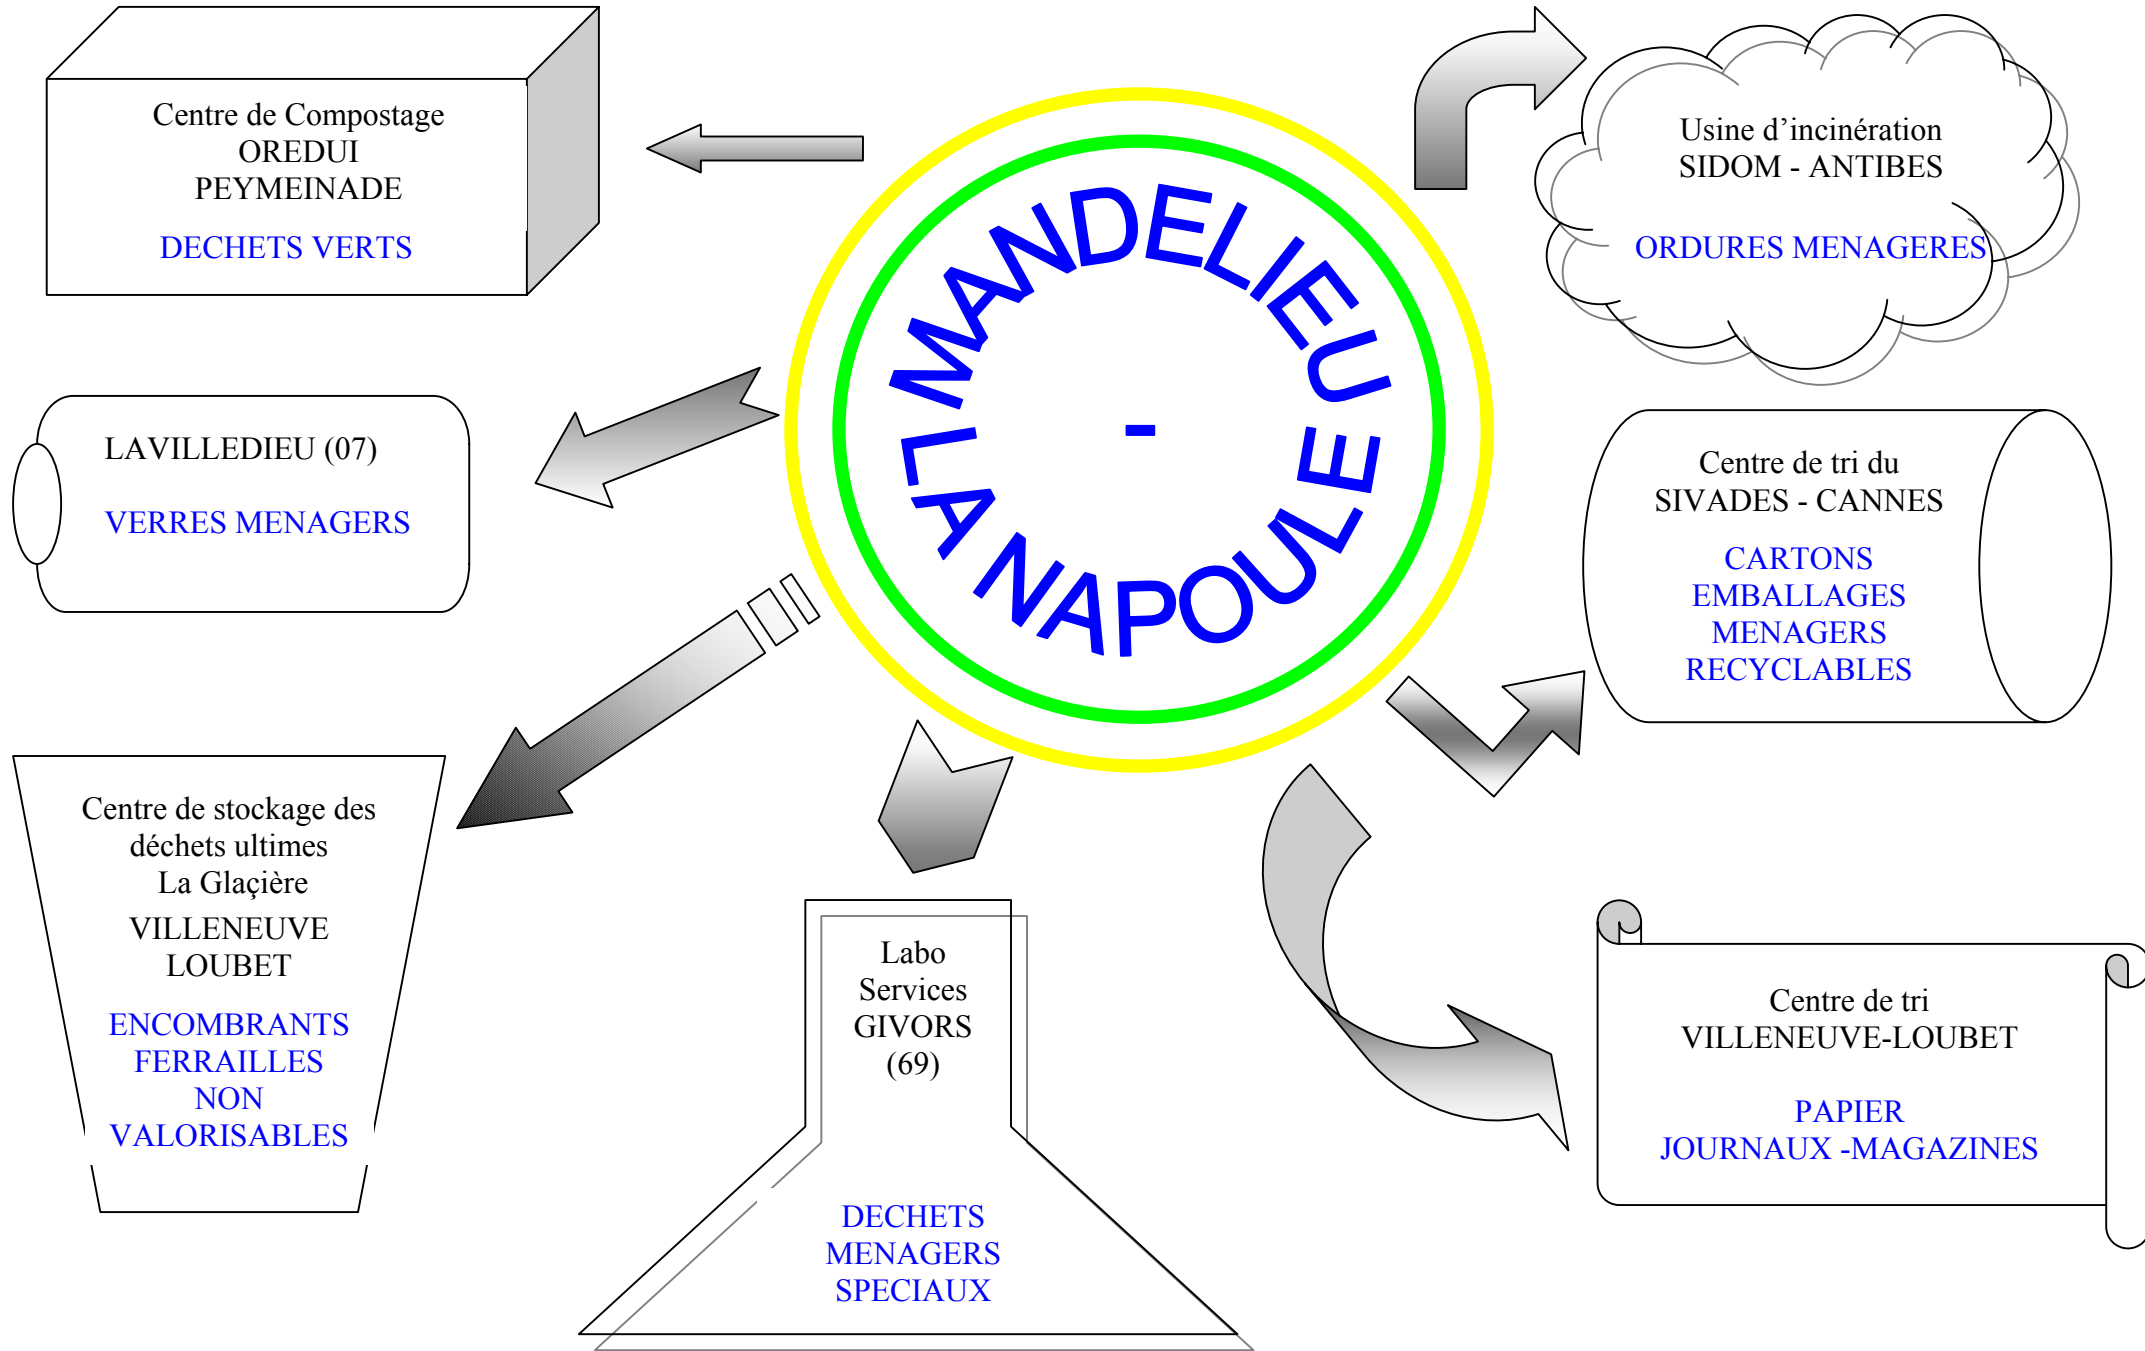 Centre de Compostage
OREDUI
PEYMEINADE
DECHETS VERTS
MANDELIEU
-
LA NAPOULE
Usine d’incinération
SIDOM - ANTIBES
ORDURES MENAGERES
LAVILLEDIEU (07)
VERRES MENAGERS
Centre de tri du
SIVADES - CANNES
CARTONS
EMBALLAGES
MENAGERS
RECYCLABLES
Centre de stockage des
déchets ultimes
La Glaçière
VILLENEUVE
LOUBET
ENCOMBRANTS
FERRAILLES
NON
VALORISABLES
Labo
Services
GIVORS
(69)
DECHETS
MENAGERS
SPECIAUX
Centre de tri
VILLENEUVE-LOUBET
PAPIER
JOURNAUX -MAGAZINES